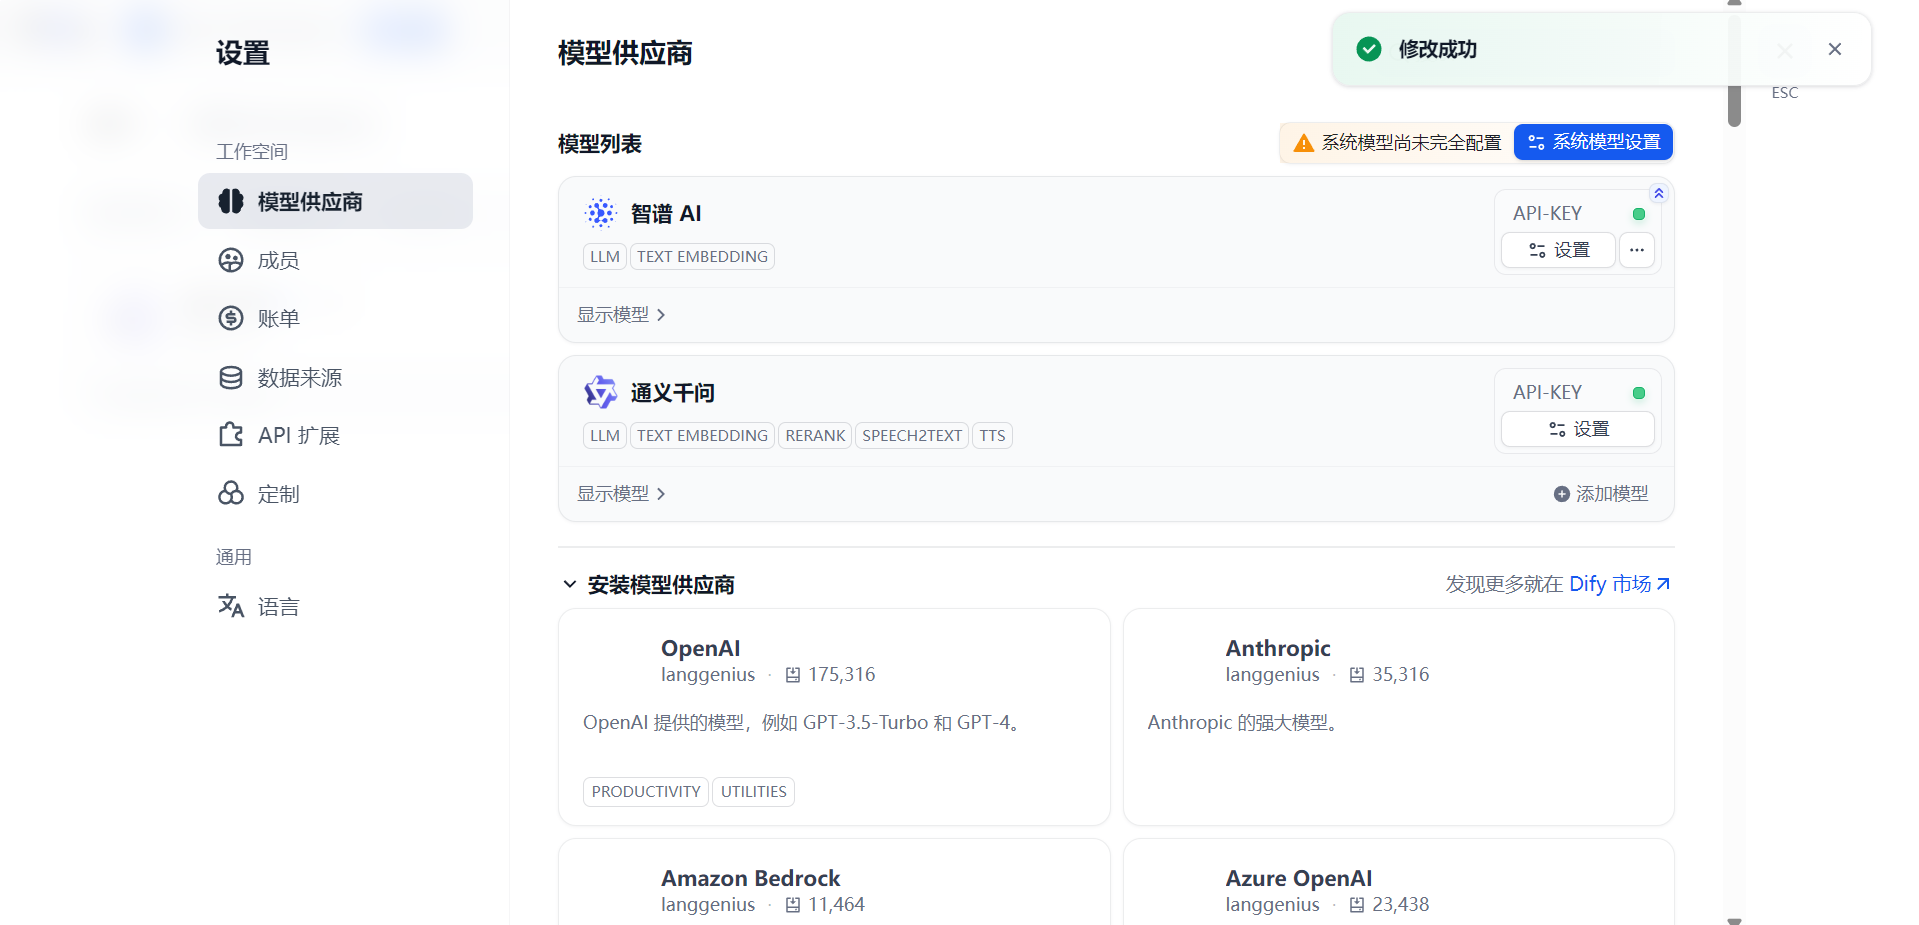 设置
工作空间
模型供应商
成员
账单
数据来源
API 扩展
定制
通用
语言
模型供应商
修改成功
ESC
模型列表
系统模型尚未完全配置
系统模型设置
智谱 AI
LLM TEXT EMBEDDING
API-KEY
设置
显示模型
通义千问
LLM TEXT EMBEDDING RERANK SPEECH2TEXT TTS
API-KEY
设置
显示模型
添加模型
安装模型供应商
发现更多就在 Dify 市场
OpenAI
langgenius · 175,316
OpenAI 提供的模型，例如 GPT-3.5-Turbo 和 GPT-4。
PRODUCTIVITY UTILITIES
Anthropic
langgenius · 35,316
Anthropic 的强大模型。
Amazon Bedrock
langgenius · 11,464
Azure OpenAI
langgenius · 23,438